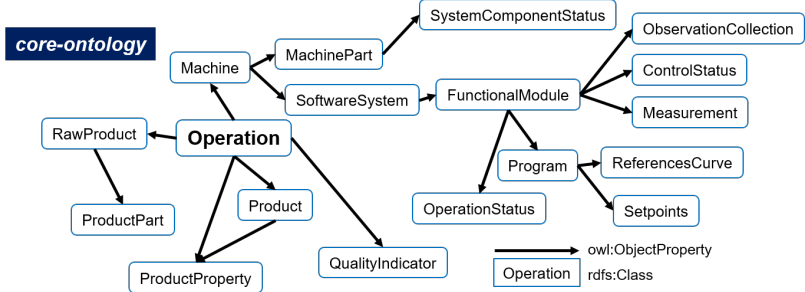 SystemComponentStatus
ObservationCollection
core-ontology
MachinePart
Machine
ControlStatus
SoftwareSystem
FunctionalModule
Measurement
RawProduct
Operation
Program
ReferencesCurve
ProductPart
Product
OperationStatus
Setpoints
QualityIndicator
owl:ObjectProperty
ProductProperty
Operation
rdfs:Class